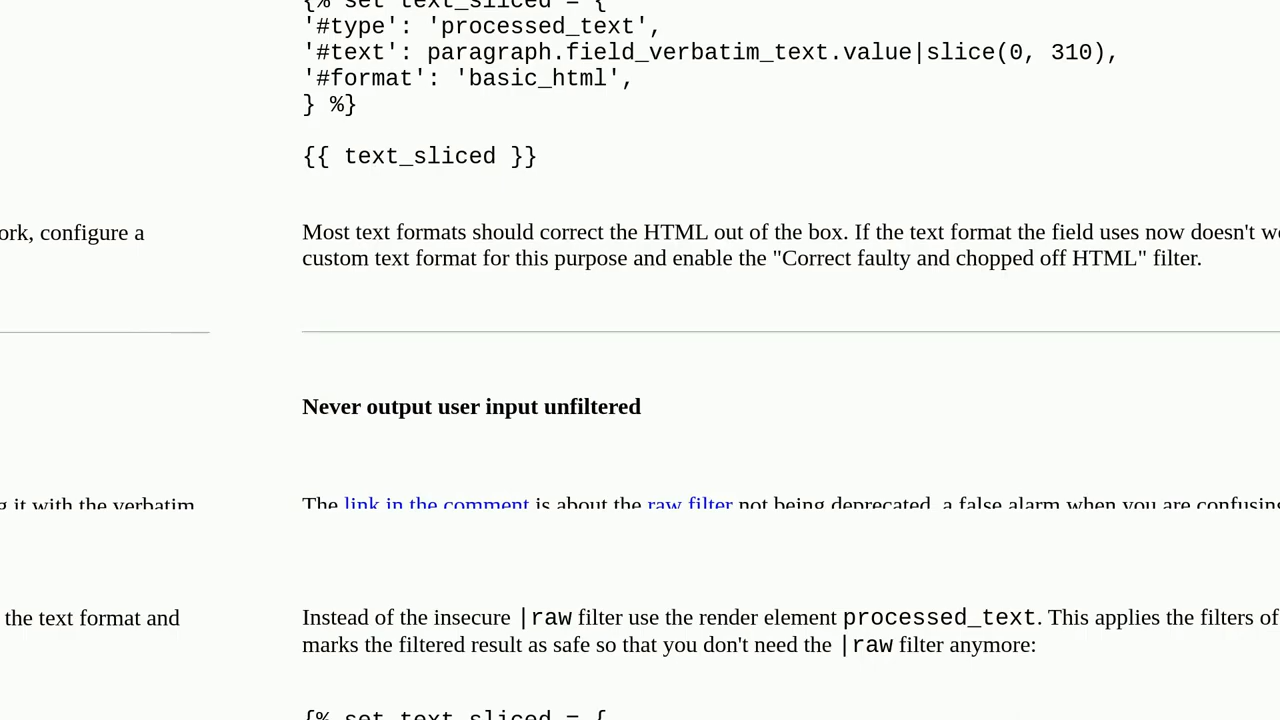 {% set text_sliced = {
'#type': 'processed_text',
'#text': paragraph.field_verbatim_text.value|slice(0, 310),
'#format': 'basic_html',
} %}
{{ text_sliced }}
ork, configure a
Most text formats should correct the HTML out of the box. If the text format the field uses now doesn't w
custom text format for this purpose and enable the "Correct faulty and chopped off HTML" filter.
Never output user input unfiltered
g it with the verbatim
The link in the comment is about the raw filter not being deprecated, a false alarm when you are confusing
the text format and
Instead of the insecure |raw filter use the render element processed_text. This applies the filters of
marks the filtered result as safe so that you don't need the |raw filter anymore:
{% set text_sliced = {